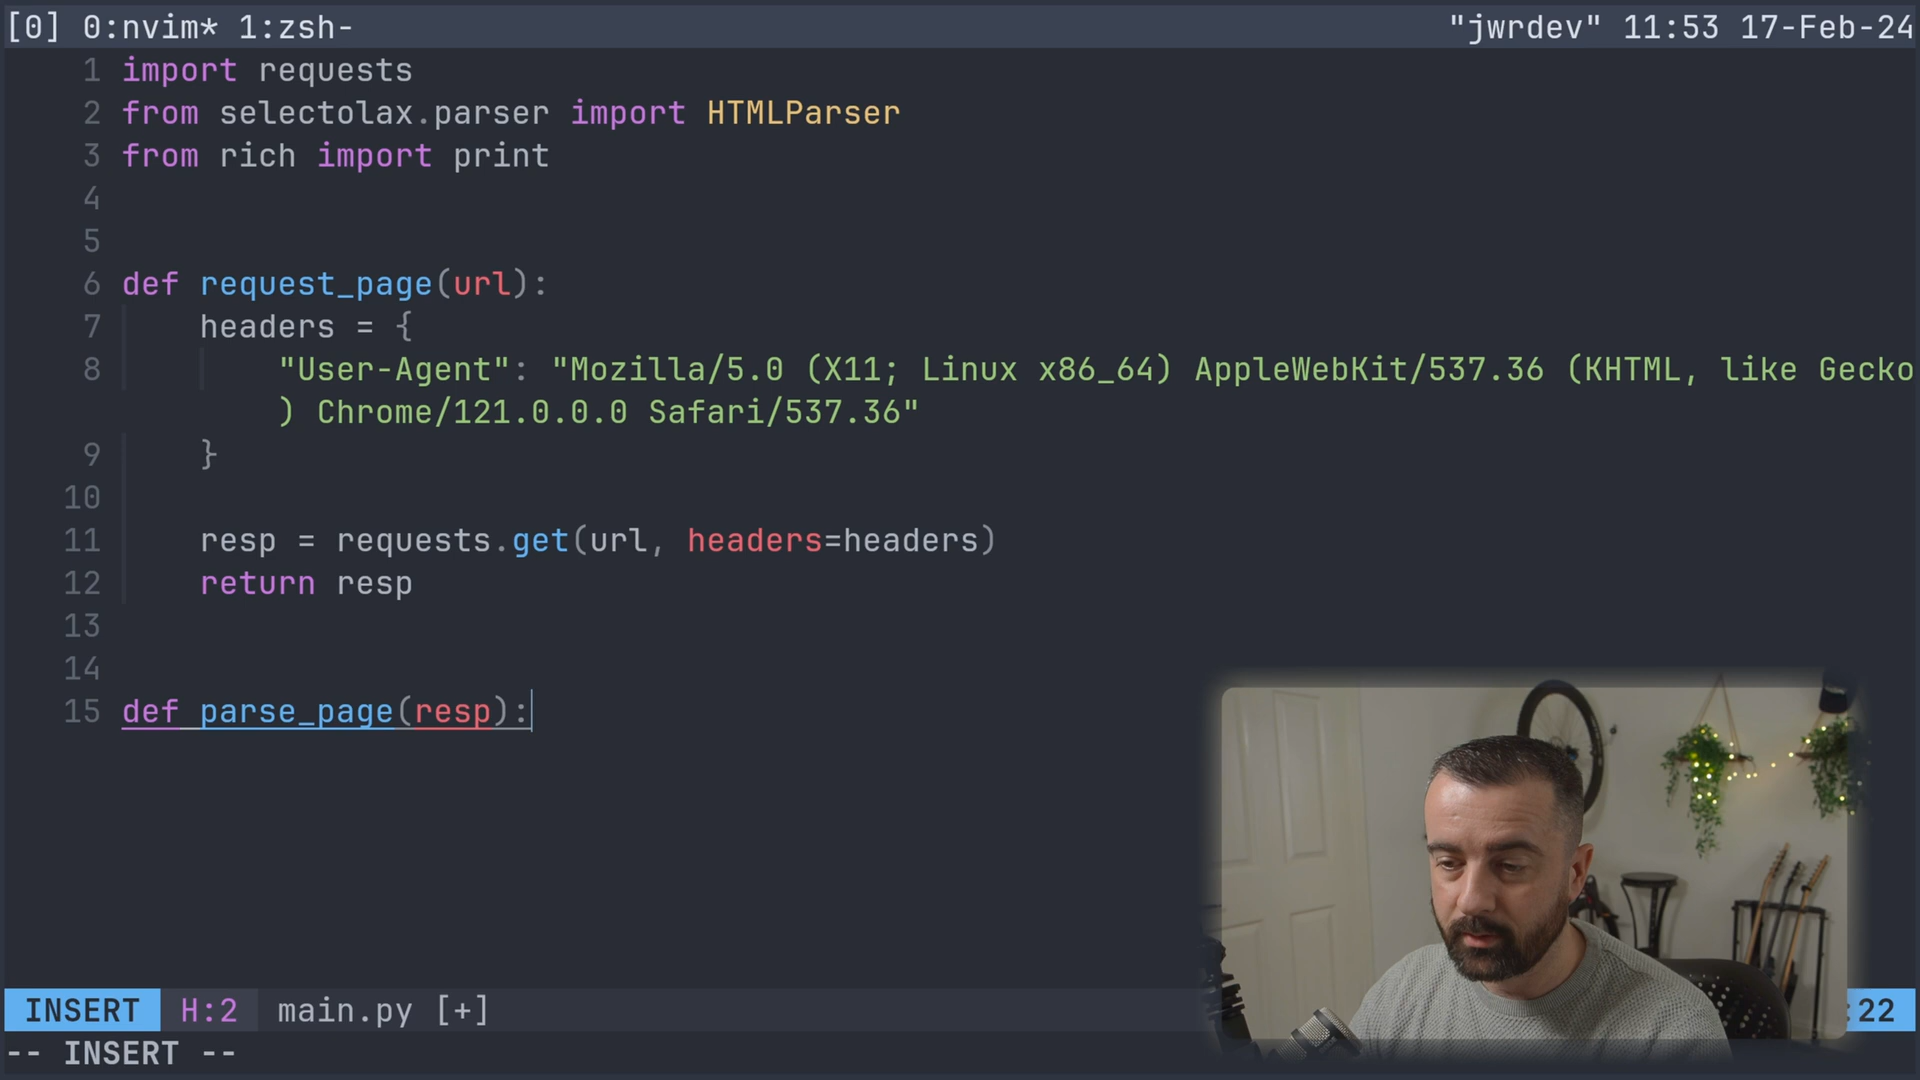 [0] 0:nvim* 1:zsh- "jwrdev" 11:53 17-Feb-24
1 import requests
2 from selectolax.parser import HTMLParser
3 from rich import print
4
5
6 def request_page(url):
7 headers = {
8 "User-Agent": "Mozilla/5.0 (X11; Linux x86_64) AppleWebKit/537.36 (KHTML, like Gecko
) Chrome/121.0.0.0 Safari/537.36"
9 }
10
11 resp = requests.get(url, headers=headers)
12 return resp
13
14
15 def parse_page(resp):
INSERT H:2 main.py [+] :22
-- INSERT --